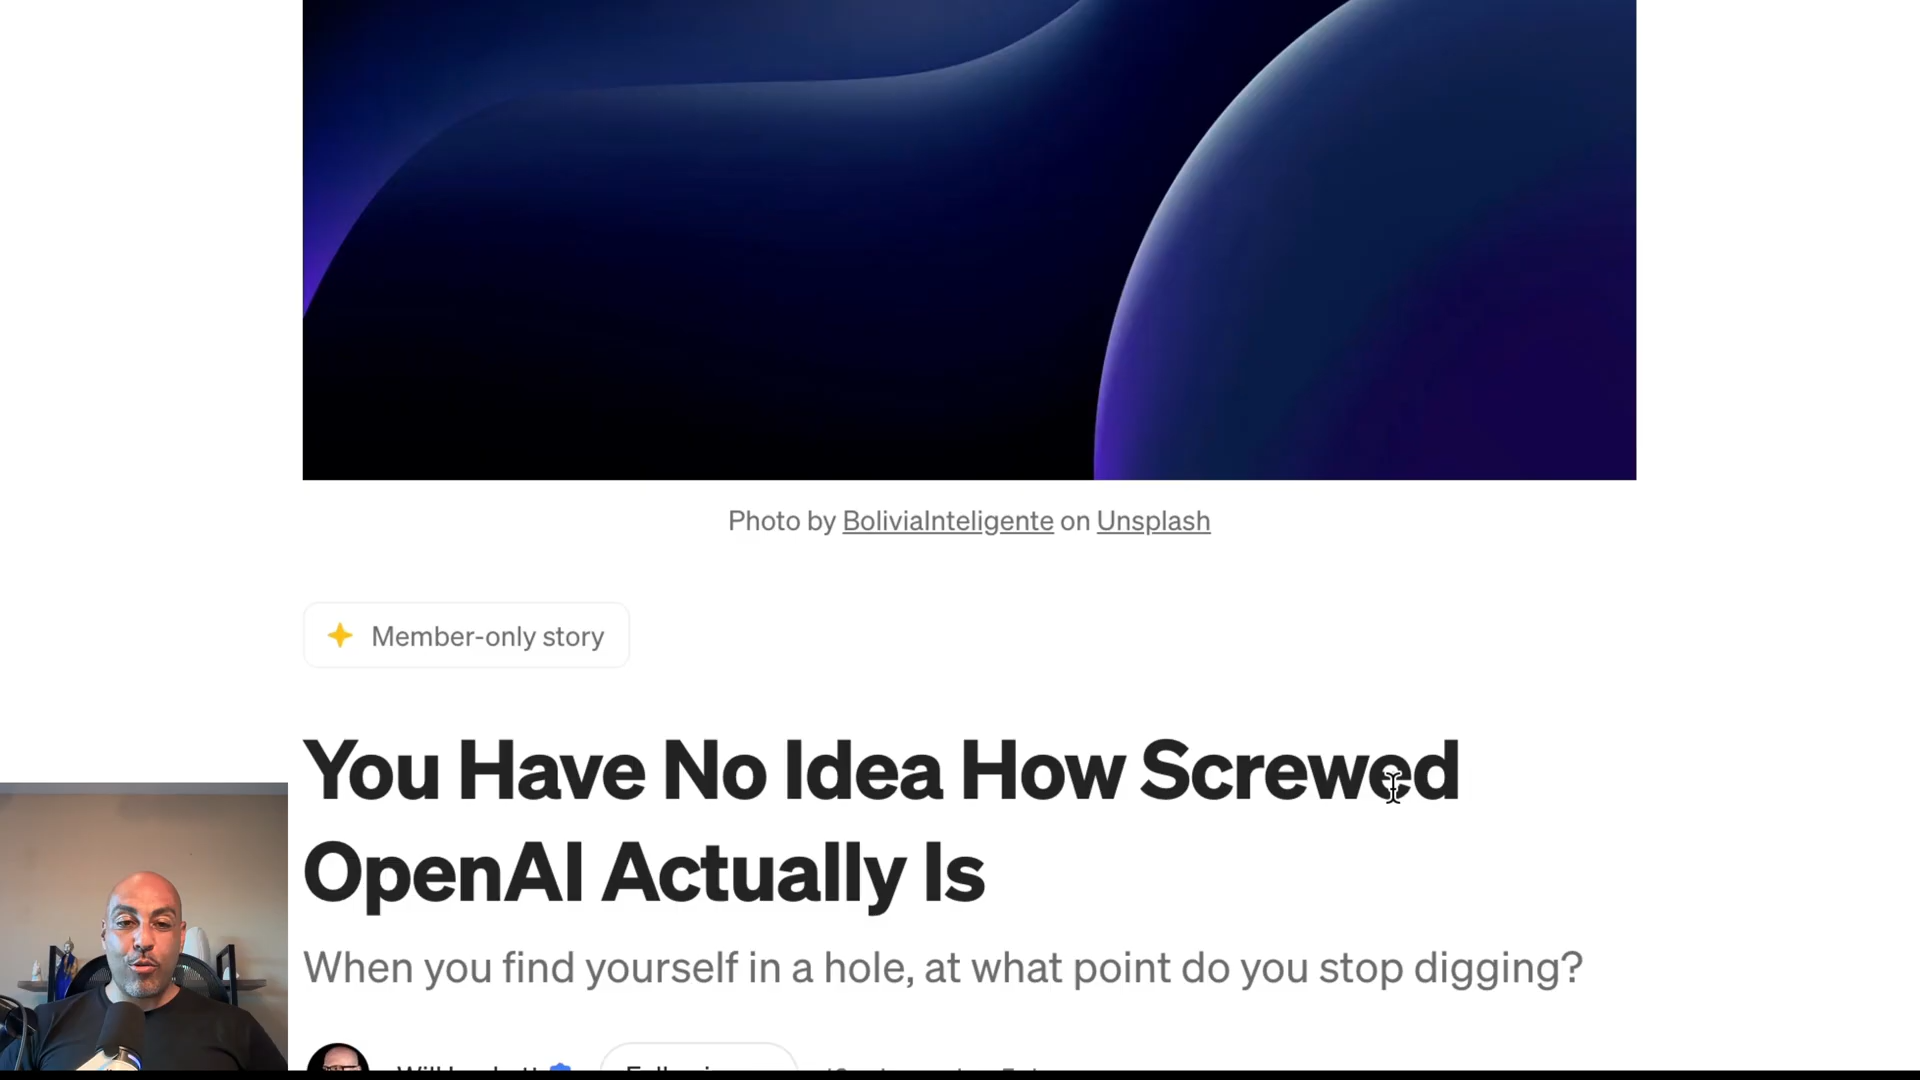 Photo by BoliviaInteligente on Unsplash
Member-only story
You Have No Idea How Screwed
OpenAI Actually Is
When you find yourself in a hole, at what point do you stop digging?